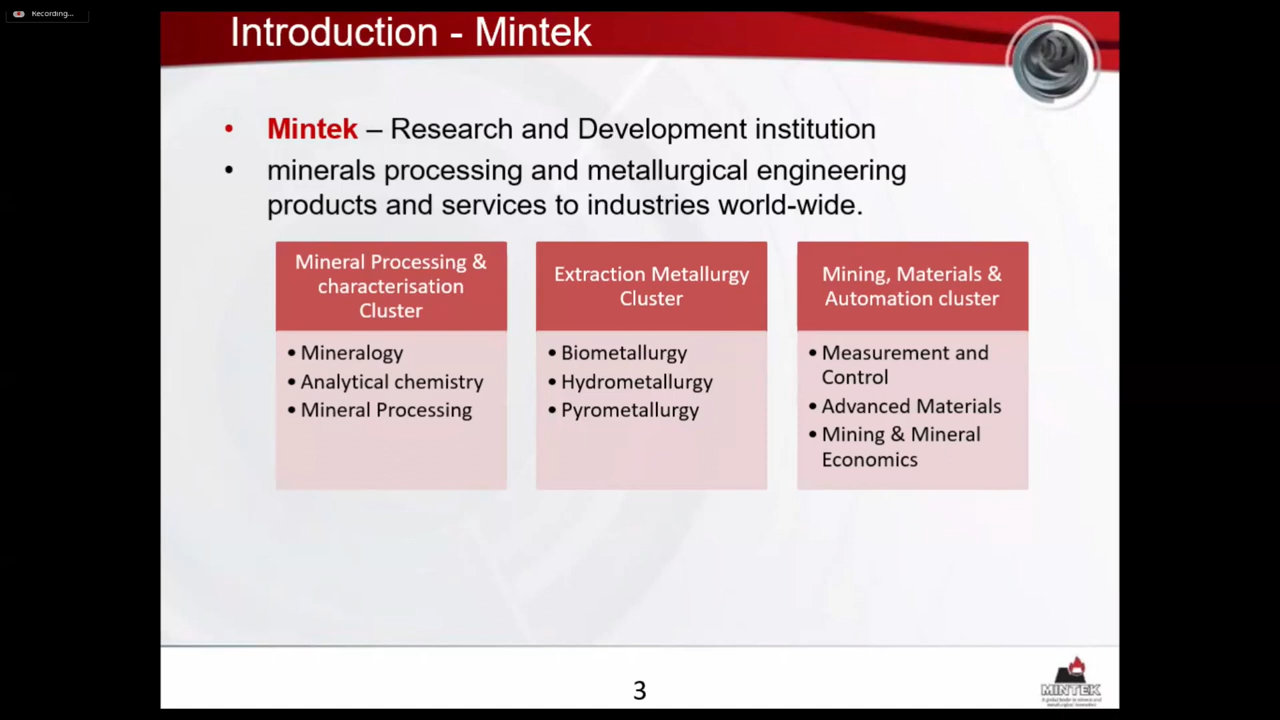 Recording...
Introduction - Mintek
• Mintek – Research and Development institution
• minerals processing and metallurgical engineering
products and services to industries world-wide.
Mineral Processing &
characterisation
Cluster
• Mineralogy
• Analytical chemistry
• Mineral Processing
Extraction Metallurgy
Cluster
• Biometallurgy
• Hydrometallurgy
• Pyrometallurgy
Mining, Materials &
Automation cluster
• Measurement and
Control
• Advanced Materials
• Mining & Mineral
Economics
3
MINTEK